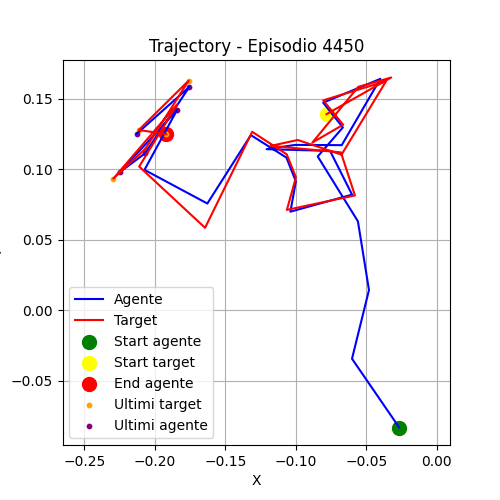 Trajectory - Episodio 4450
0.15
0.10
0.05
0.00
−0.05
Agente
Target
Start agente
Start target
End agente
Ultimi target
Ultimi agente
−0.25
−0.20
−0.15
−0.10
−0.05
0.00
X